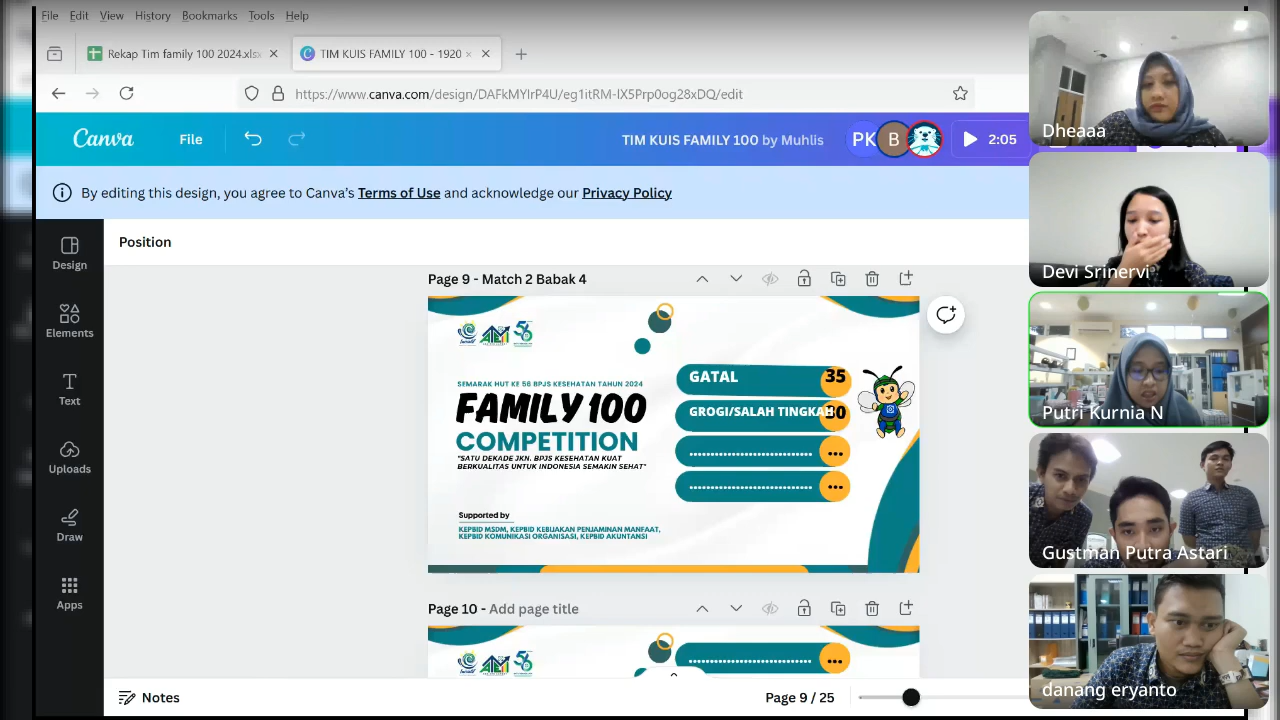 File Edit View History Bookmarks Tools Help
Rekap Tim family 100 2024.xls
TIM KUIS FAMILY 100 - 1920
https://www.canva.com/design/DAFkMYIrP4U/eg1itRM-IX5Prp0og28xDQ/edit
Canva
File
TIM KUIS FAMILY 100 by Muhlis
PK
B
2:05
By editing this design, you agree to Canva's Terms of Use and acknowledge our Privacy Policy
Design
Elements
Text
Uploads
Draw
Apps
Position
Page 9 - Match 2 Babak 4
SEMARAK HUT KE 56 BPJS KESEHATAN TAHUN 2024
FAMILY 100
COMPETITION
"SATU DEKADE JKN. BPJS KESEHATAN KUAT
BERKUALITAS UNTUK INDONESIA SEMAKIN SEHAT"
Supported by
KEPBID MSDM, KEPBID KEBIJAKAN PENJAMINAN MANFAAT,
KEPBID KOMUNIKASI ORGANISASI, KEPBID AKUNTANSI
GATAL 35
GROGI/SALAH TINGKAH 30
................................ ...
................................ ...
Page 10 - Add page title
................................ ...
Notes
Page 9 / 25
Dheaaa
Devi Srinervi
Putri Kurnia N
Gustman Putra Astari
danang eryanto